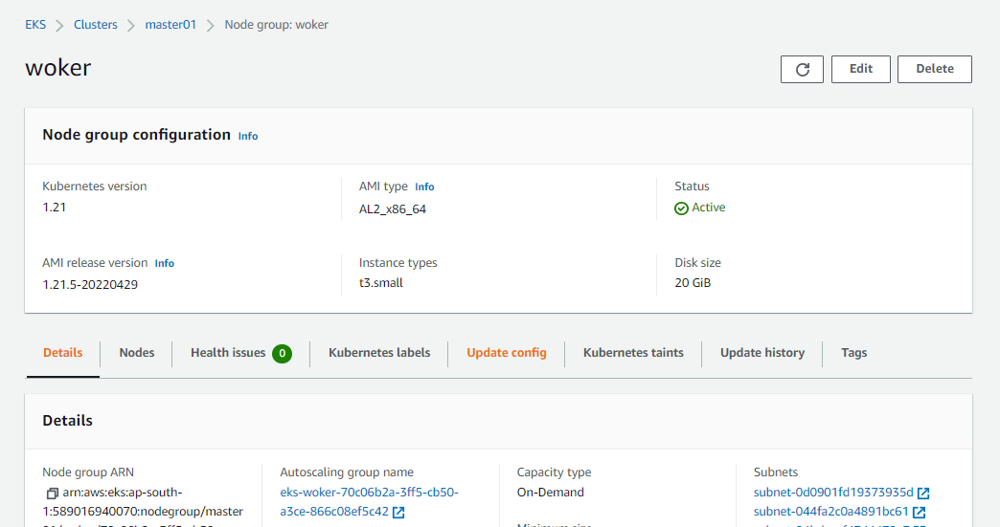 EKS > Clusters > master01 > Node group: woker
woker
Edit
Delete
Node group configuration Info
Kubernetes version
1.21
AMI type Info
AL2_x86_64
Status
Active
AMI release version Info
1.21.5-20220429
Instance types
t3.small
Disk size
20 GiB
Details Nodes Health issues 0 Kubernetes labels Update config Kubernetes taints Update history Tags
Details
Node group ARN
arn:aws:eks:ap-south-
1:589016940070:nodegroup/master
Autoscaling group name
eks-woker-70c06b2a-3ff5-cb50-
a3ce-866c08ef5c42
Capacity type
On-Demand
Subnets
subnet-0d0901fd19373935d
subnet-044fa2c0a4891bc61